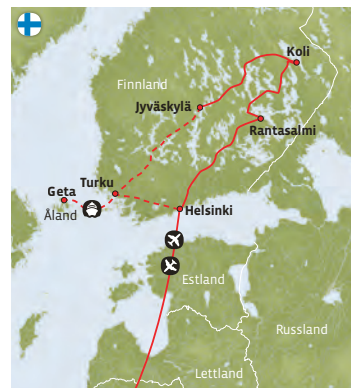 Koli
Finnland
Jyväskylä
Rantasalmi
Turku
Geta
Åland
Helsinki
Estland
Russland
Lettland